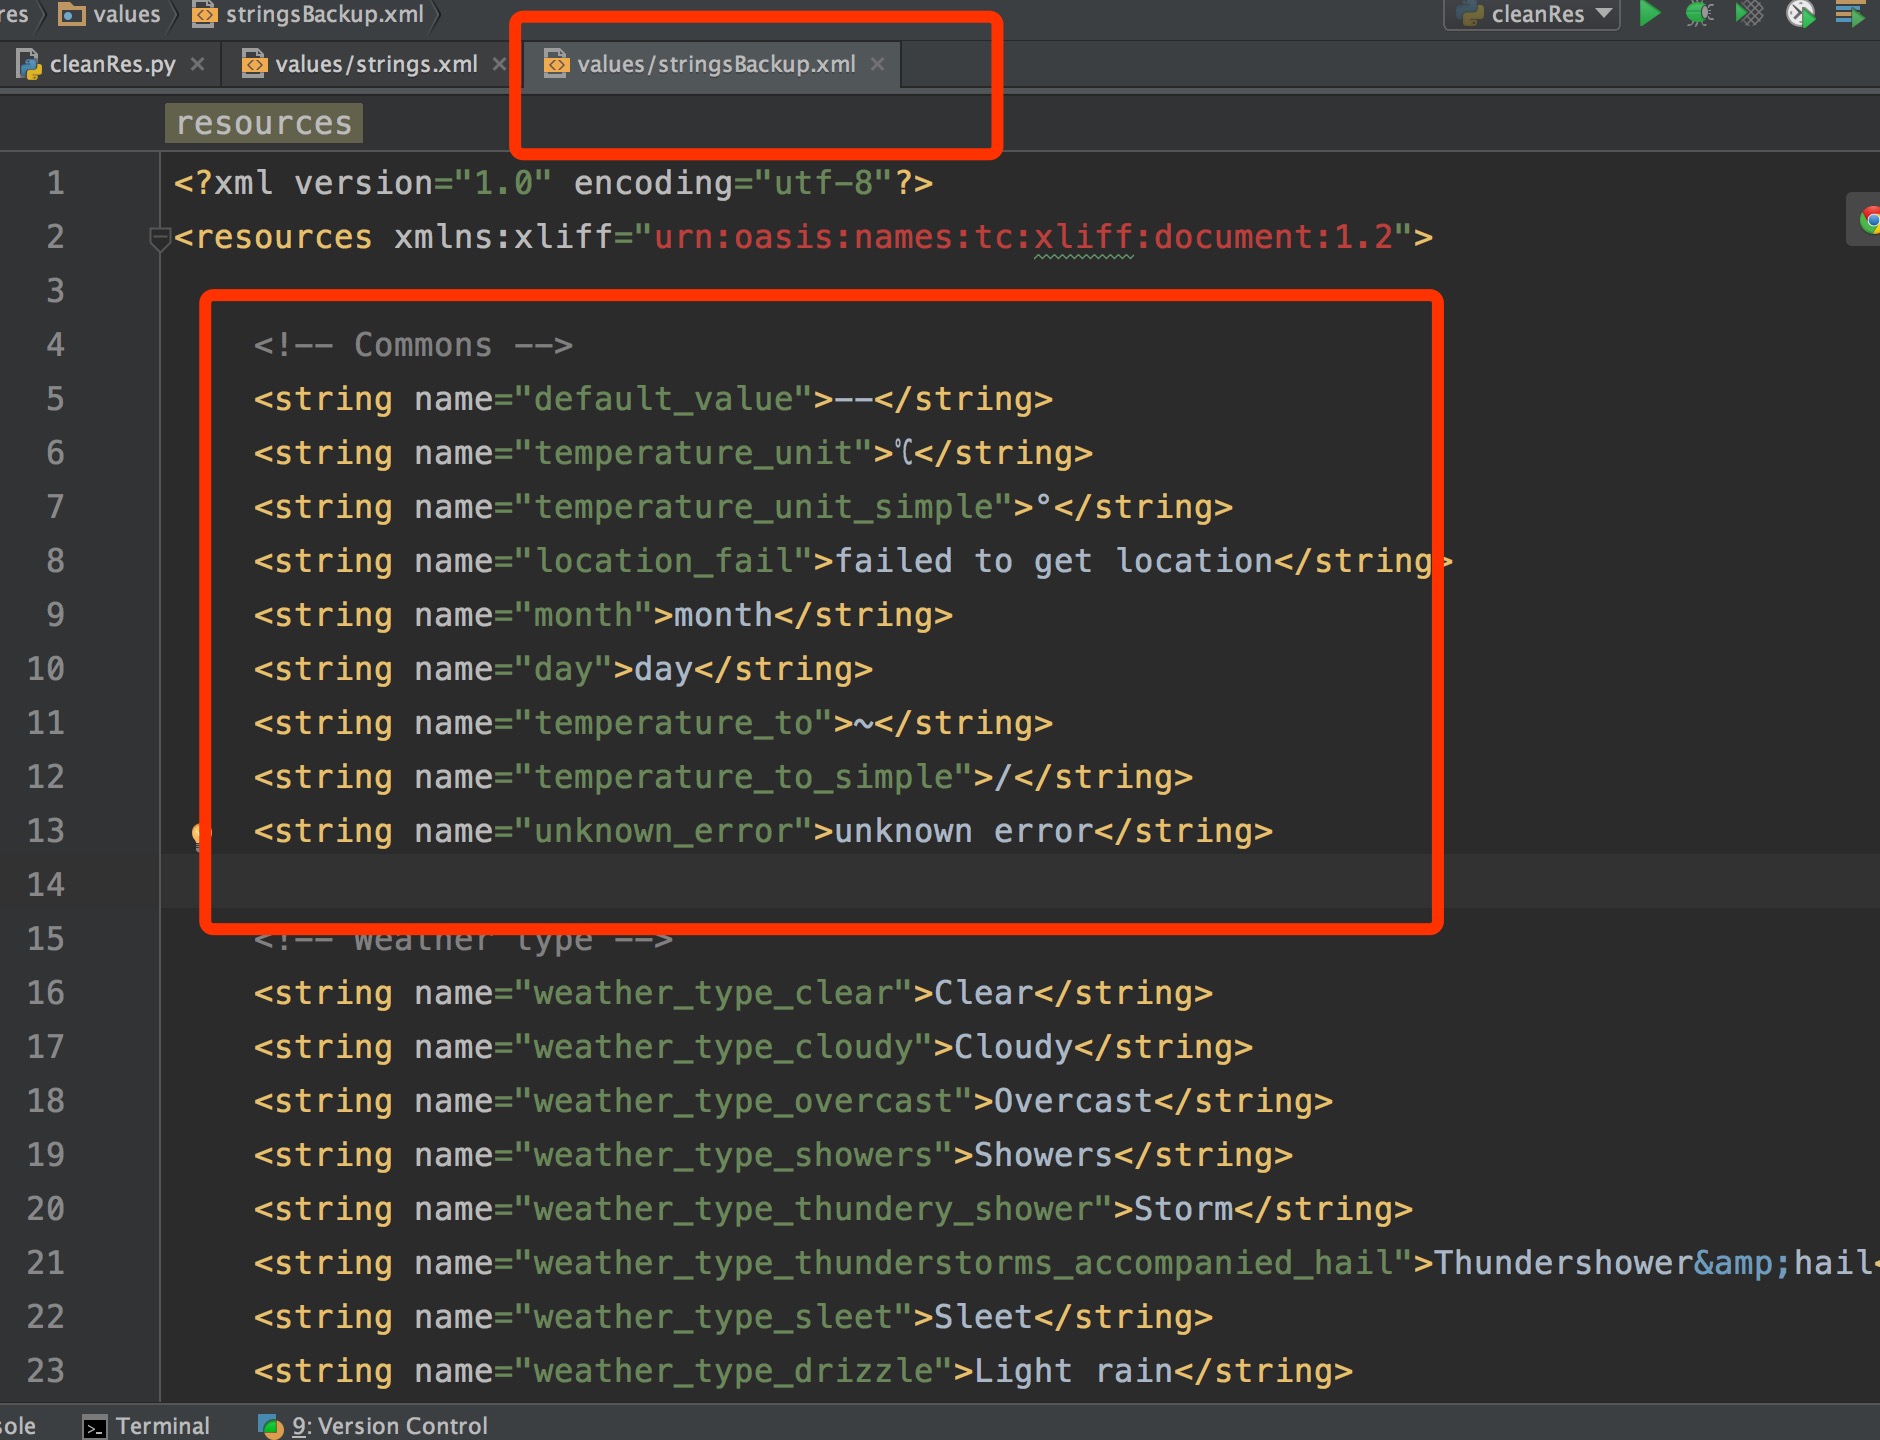 res values stringsBackup.xml cleanRes
cleanRes.py values/strings.xml values/stringsBackup.xml
resources
1 <?xml version="1.0" encoding="utf-8"?>
2 <resources xmlns:xliff="urn:oasis:names:tc:xliff:document:1.2">
3
4 <!-- Commons -->
5 <string name="default_value">--</string>
6 <string name="temperature_unit">℃</string>
7 <string name="temperature_unit_simple">°</string>
8 <string name="location_fail">failed to get location</string>
9 <string name="month">month</string>
10 <string name="day">day</string>
11 <string name="temperature_to">~</string>
12 <string name="temperature_to_simple">/</string>
13 <string name="unknown_error">unknown error</string>
14
15 <!-- Weather type -->
16 <string name="weather_type_clear">Clear</string>
17 <string name="weather_type_cloudy">Cloudy</string>
18 <string name="weather_type_overcast">Overcast</string>
19 <string name="weather_type_showers">Showers</string>
20 <string name="weather_type_thundery_shower">Storm</string>
21 <string name="weather_type_thunderstorms_accompanied_hail">Thundershower&amp;hail<
22 <string name="weather_type_sleet">Sleet</string>
23 <string name="weather_type_drizzle">Light rain</string>
sole Terminal 9: Version Control